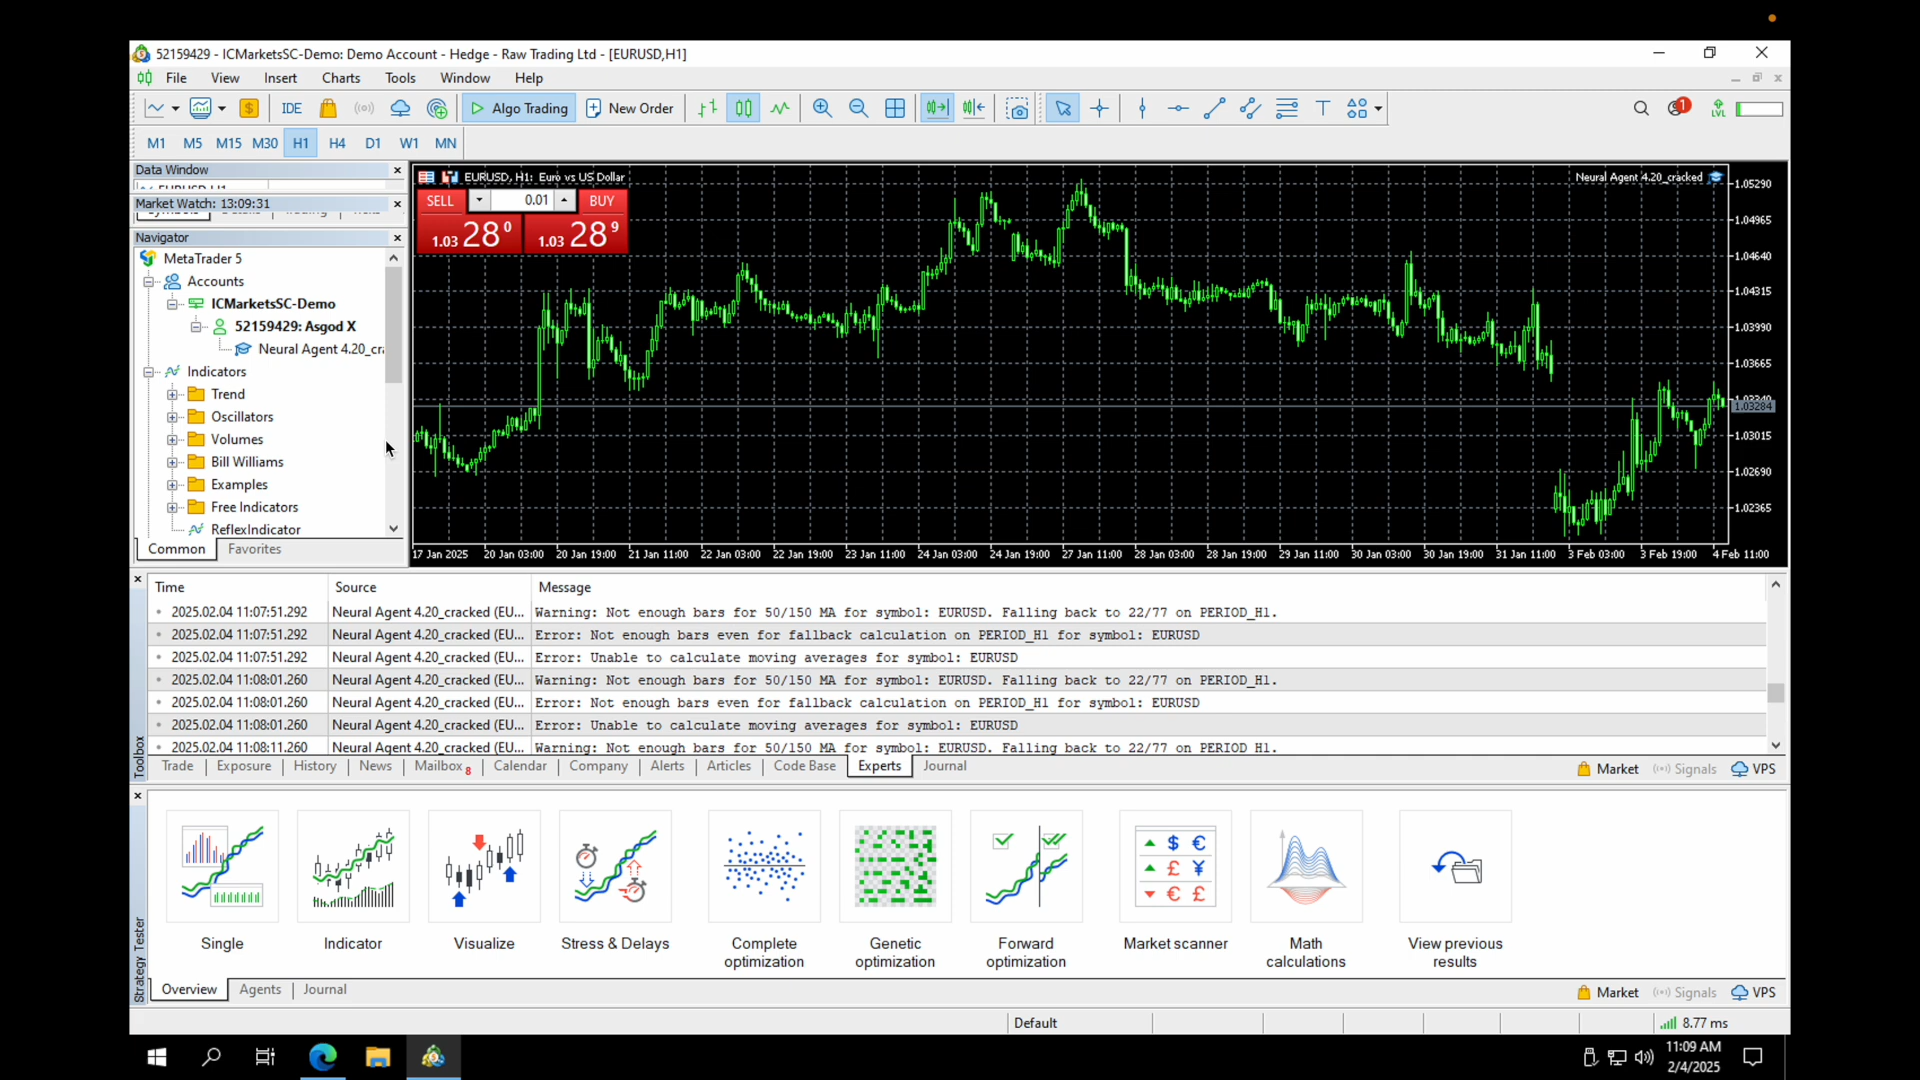 52159429 - ICMarketsSC-Demo: Demo Account - Hedge - Raw Trading Ltd - [EURUSD,H1]
File View Insert Charts Tools Window Help
IDE Algo Trading New Order 1 LVL
M1 M5 M15 M30 H1 H4 D1 W1 MN
Data Window
Market Watch: 13:09:31
Navigator
MetaTrader 5
Accounts
ICMarketsSC-Demo
52159429: Asgod X
Neural Agent 4.20_cr
Indicators
Trend
Oscillators
Volumes
Bill Williams
Examples
Free Indicators
ReflexIndicator
Common Favorites
EURUSD, H1: Euro vs US Dollar
SELL 0.01 BUY
1.03 28 0 1.03 28 9
Neural Agent 4.20_cracked
1.05290
1.04965
1.04640
1.04315
1.03990
1.03665
1.03284
1.03015
1.02690
1.02365
17 Jan 2025 20 Jan 03:00 20 Jan 19:00 21 Jan 11:00 22 Jan 03:00 22 Jan 19:00 23 Jan 11:00 24 Jan 03:00 24 Jan 19:00 27 Jan 11:00 28 Jan 03:00 28 Jan 19:00 29 Jan 11:00 30 Jan 03:00 30 Jan 19:00 31 Jan 11:00 3 Feb 03:00 3 Feb 19:00 4 Feb 11:00
Time Source Message
2025.02.04 11:07:51.292 Neural Agent 4.20_cracked (EU... Warning: Not enough bars for 50/150 MA for symbol: EURUSD. Falling back to 22/77 on PERIOD_H1.
2025.02.04 11:07:51.292 Neural Agent 4.20_cracked (EU... Error: Not enough bars even for fallback calculation on PERIOD_H1 for symbol: EURUSD
2025.02.04 11:07:51.292 Neural Agent 4.20_cracked (EU... Error: Unable to calculate moving averages for symbol: EURUSD
2025.02.04 11:08:01.260 Neural Agent 4.20_cracked (EU... Warning: Not enough bars for 50/150 MA for symbol: EURUSD. Falling back to 22/77 on PERIOD_H1.
2025.02.04 11:08:01.260 Neural Agent 4.20_cracked (EU... Error: Not enough bars even for fallback calculation on PERIOD_H1 for symbol: EURUSD
2025.02.04 11:08:01.260 Neural Agent 4.20_cracked (EU... Error: Unable to calculate moving averages for symbol: EURUSD
2025.02.04 11:08:11.260 Neural Agent 4.20_cracked (EU... Warning: Not enough bars for 50/150 MA for symbol: EURUSD. Falling back to 22/77 on PERIOD H1.
Toolbox
Trade Exposure History News Mailbox 8 Calendar Company Alerts Articles Code Base Experts Journal Market Signals VPS
Single Indicator Visualize Stress & Delays Complete optimization Genetic optimization Forward optimization Market scanner Math calculations View previous results
Strategy Tester
Overview Agents Journal Market Signals VPS
Default 8.77 ms
11:09 AM
2/4/2025